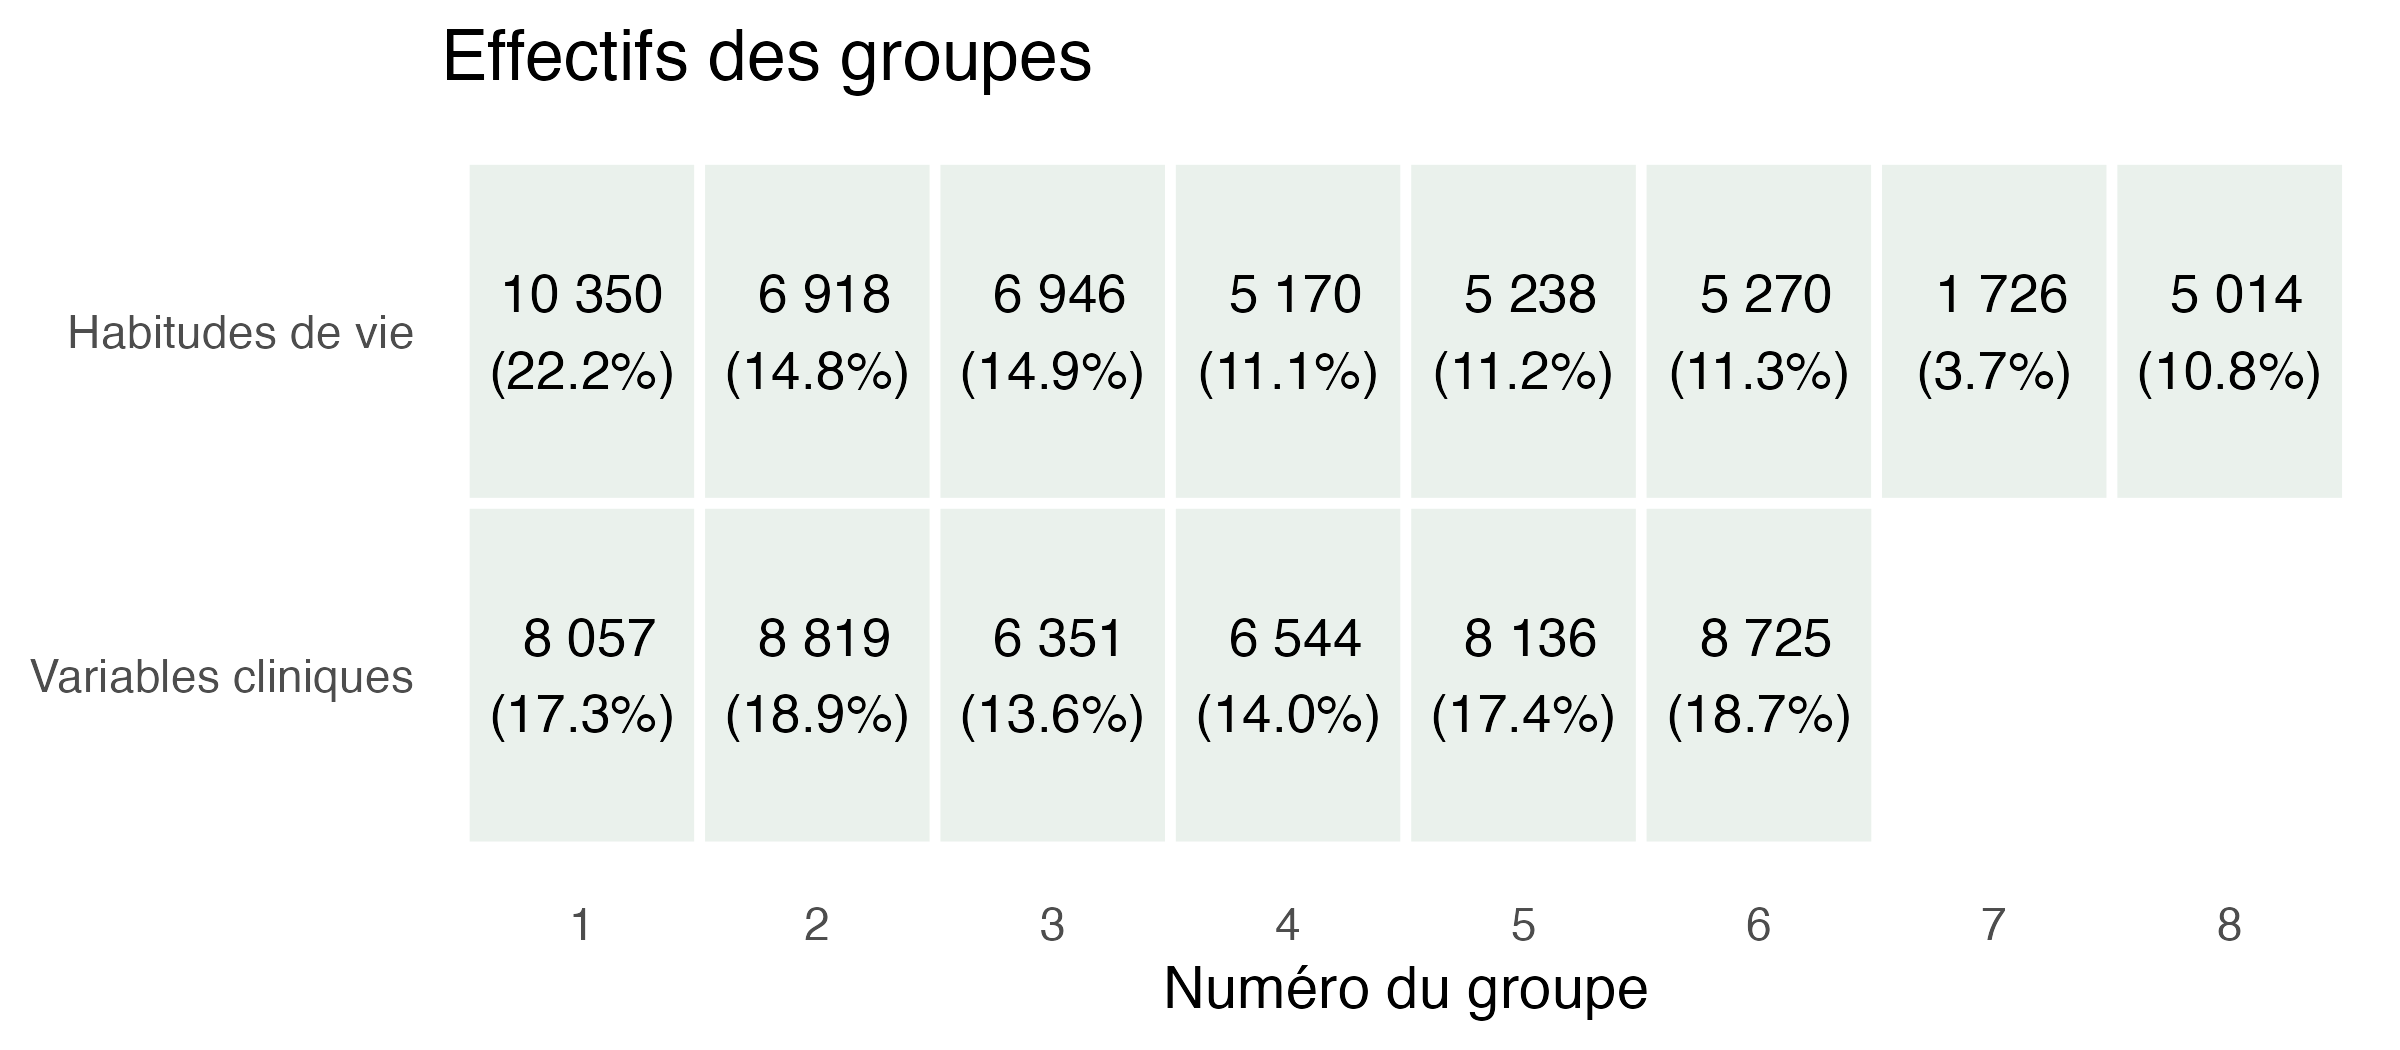 Effectifs des groupes
Habitudes de vie
10 350 6 918 6 946 5 170 5 238 5 270 1 726 5 014
(22.2%) (14.8%) (14.9%) (11.1%) (11.2%) (11.3%) (3.7%) (10.8%)
Variables cliniques
8 057 8 819 6 351 6 544 8 136 8 725
(17.3%) (18.9%) (13.6%) (14.0%) (17.4%) (18.7%)
1 2 3 4 5 6 7 8
Numéro du groupe